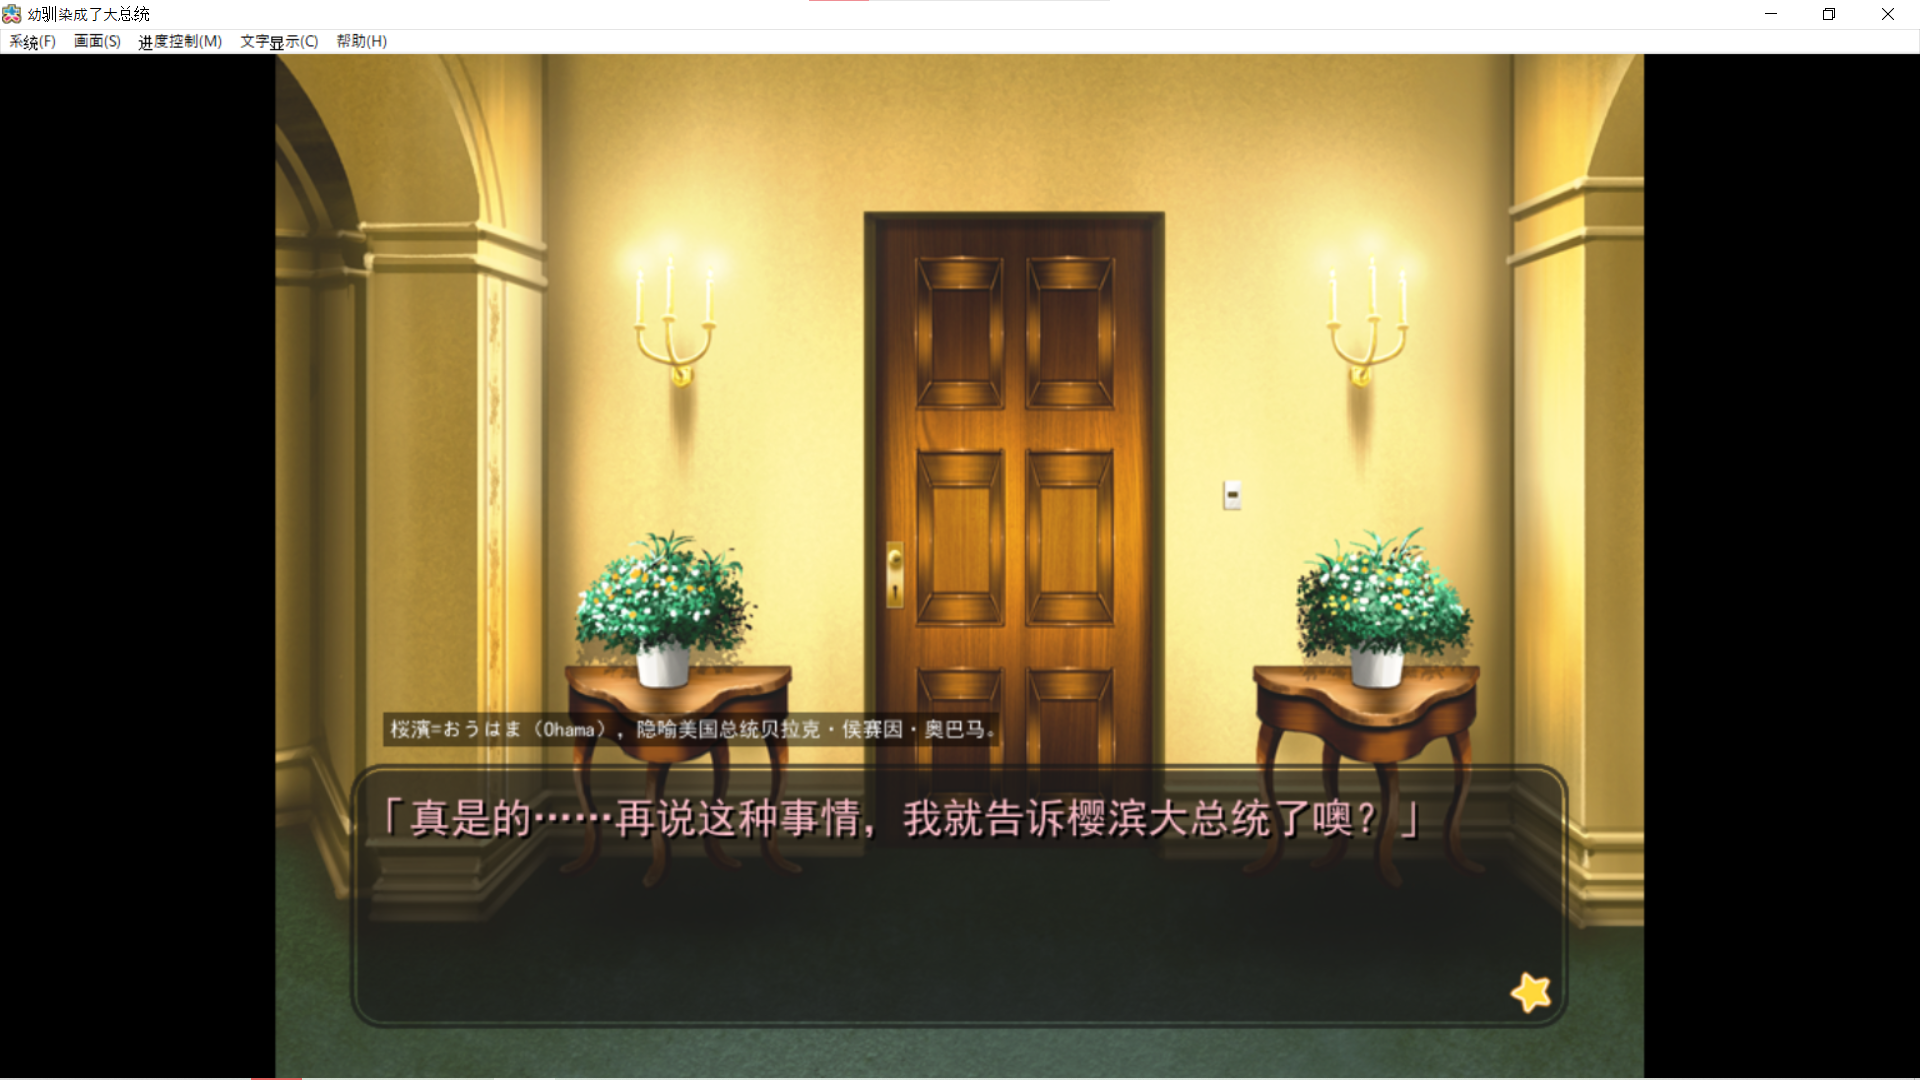 幼驯染成了大总统
系统(F) 画面(S) 进度控制(M) 文字显示(C) 帮助(H)
桜濱=おうはま（Ohama），隐喻美国总统贝拉克·侯赛因·奥巴马。
「真是的……再说这种事情，我就告诉樱滨大总统了噢？」